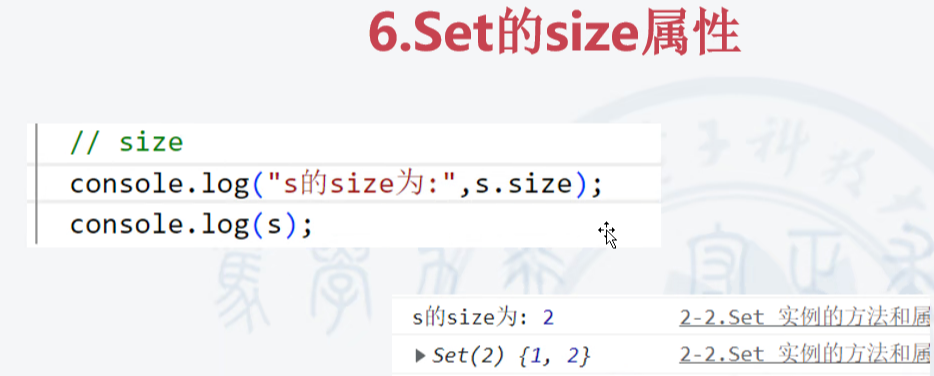 6.Set的size属性
// size
console.log("s的size为:",s.size);
console.log(s);
s的size为: 2 2-2.Set 实例的方法和属
▶ Set(2) {1, 2} 2-2.Set 实例的方法和属